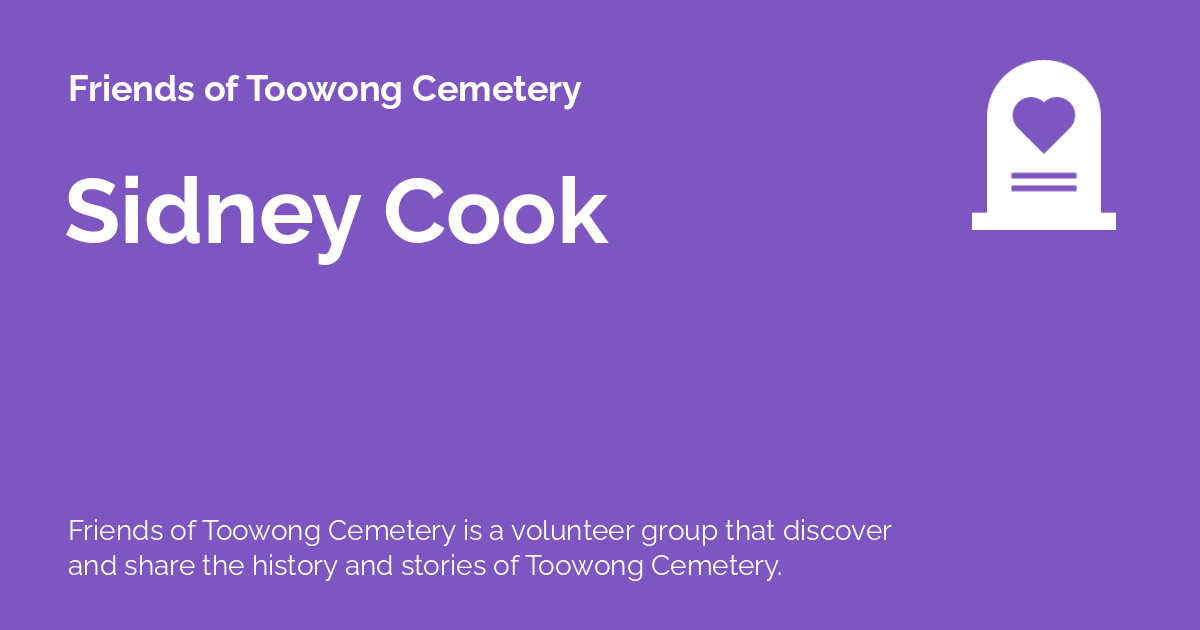 Friends of Toowong Cemetery
Sidney Cook
Friends of Toowong Cemetery is a volunteer group that discover
and share the history and stories of Toowong Cemetery.